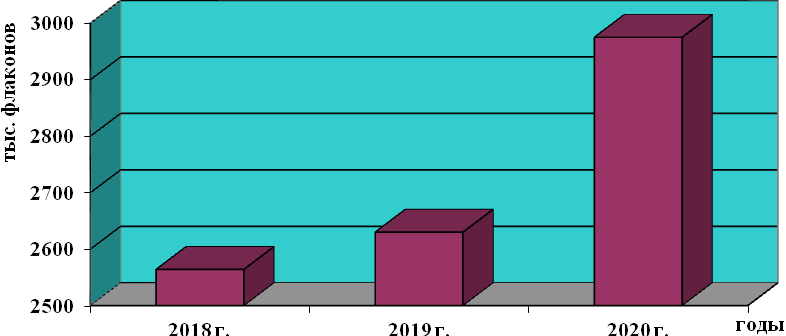 тыс. флаконов
3000
2900
2800
2700
2600
2500
2018 г.
2019 г.
2020 г.
годы